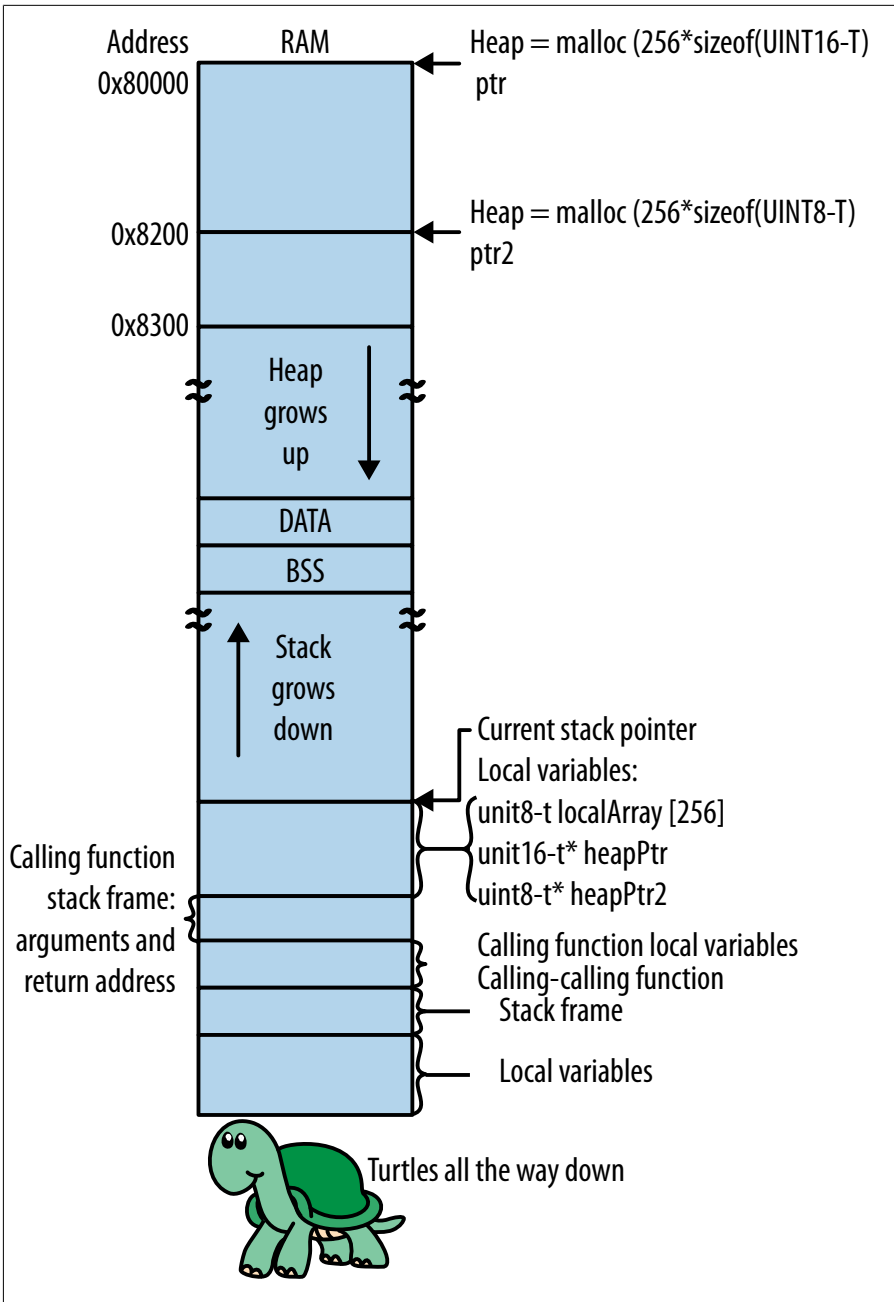 Address
RAM
Heap = malloc (256*sizeof(UINT16-T)
0x80000
ptr
Heap = malloc (256*sizeof(UINT8-T)
0x8200
ptr2
0x8300
Heap
grows
up
DATA
BSS
Stack
grows
down
Current stack pointer
Local variables:
unit8-t localArray [256]
unit16-t* heapPtr
uint8-t* heapPtr2
Calling function
stack frame:
arguments and
return address
Calling function local variables
Calling-calling function
Stack frame
Local variables
Turtles all the way down